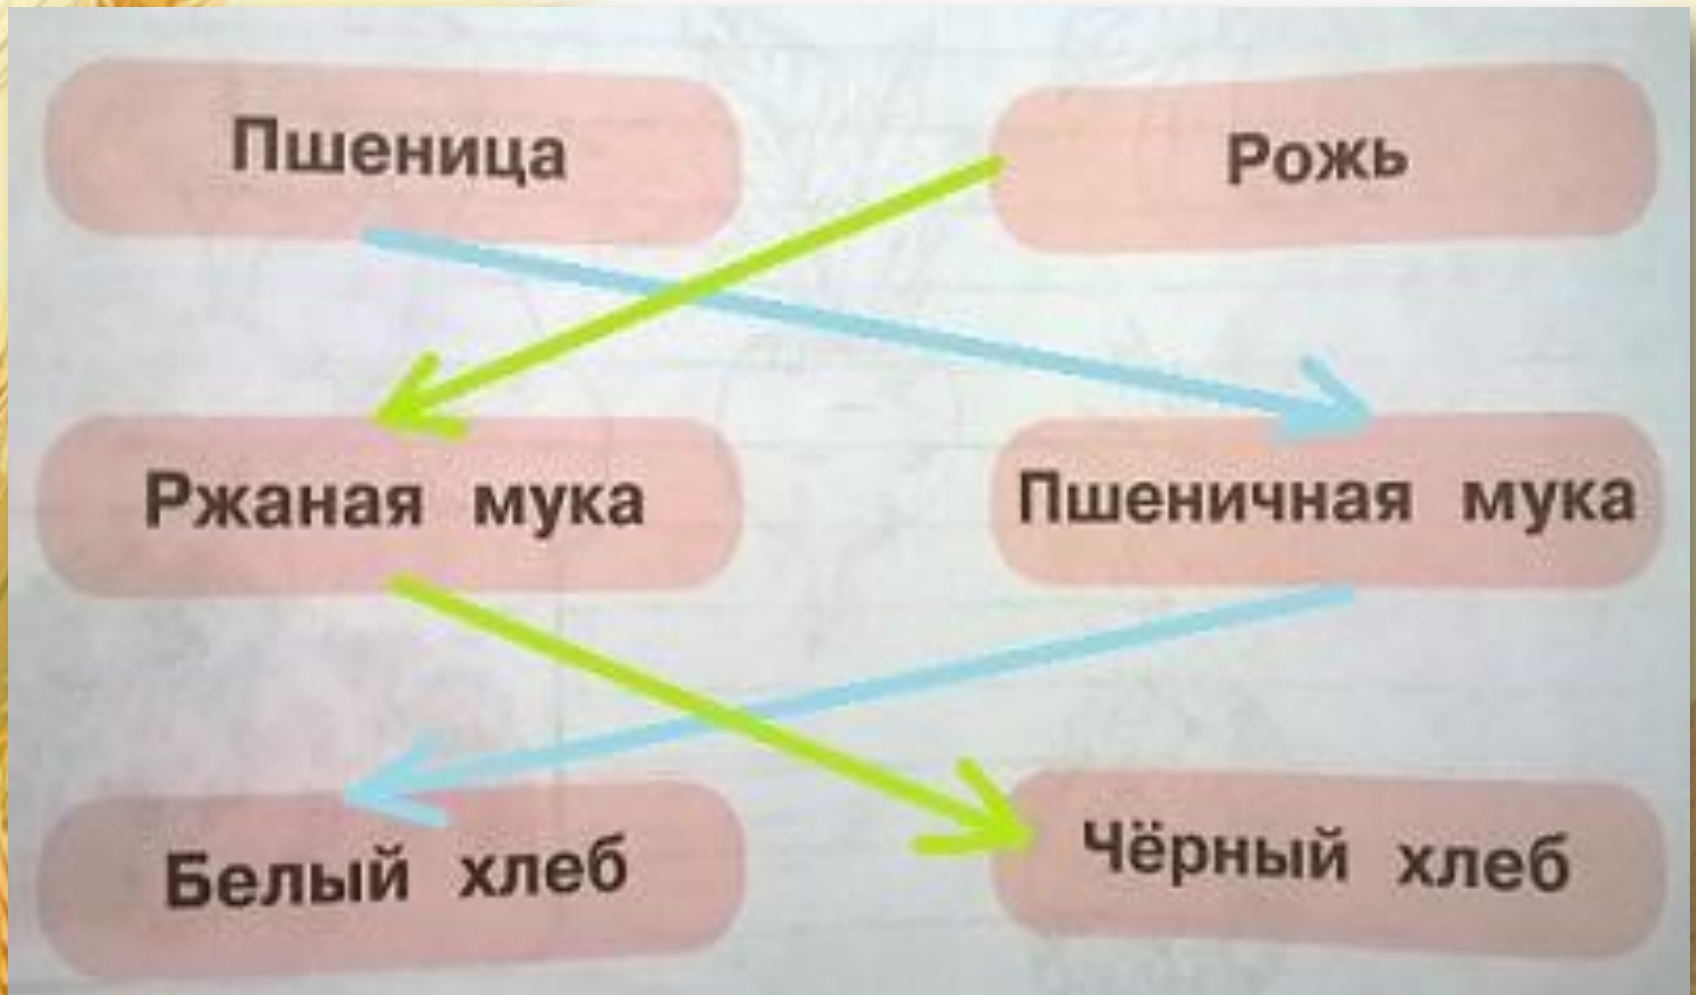 Пшеница
Рожь
Ржаная мука
Пшеничная мука
Белый хлеб
Чёрный хлеб